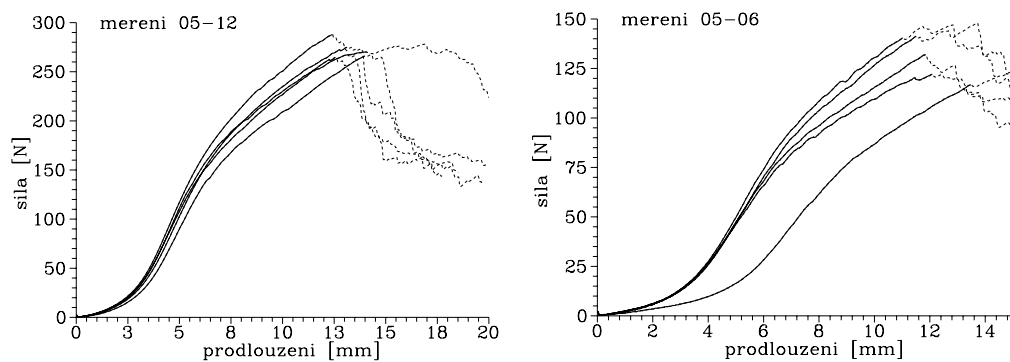 mereni 05-12
sila [N]
300
250
200
150
100
50
0
0 3 5 8 10 13 15 18 20
prodlouzeni [mm]
mereni 05-06
sila [N]
150
125
100
75
50
25
0
0 2 4 6 8 10 12 14
prodlouzeni [mm]